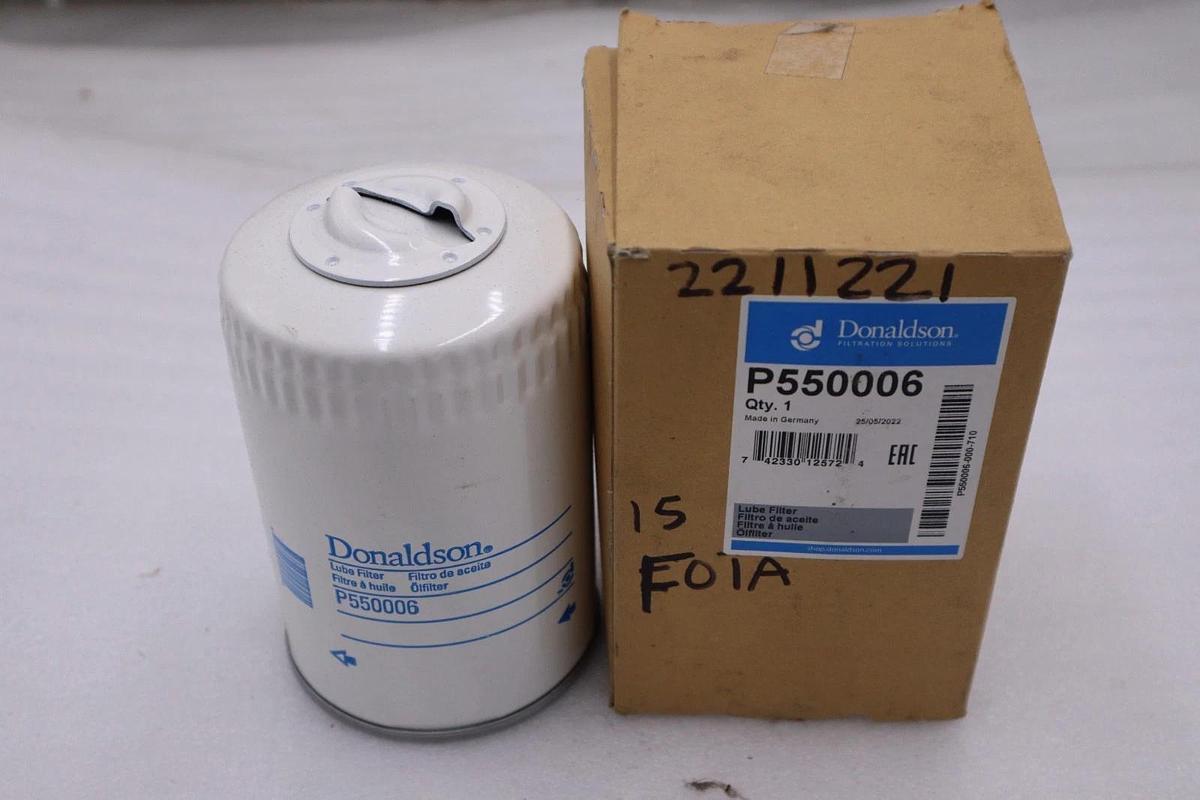 Donaldson.
Lube Filter Filtro de aceite
Filtre à huile Ölfilter
P550006
2211221
Donaldson.
FILTRATION SOLUTIONS
P550006
Qty. 1
Made in Germany 25/05/2022
7 42330 12572 4
EAC
P550006-000-710
Lube Filter
Filtro de aceite
Filtre à huile
Ölfilter
shop.donaldson.com
15
F01A